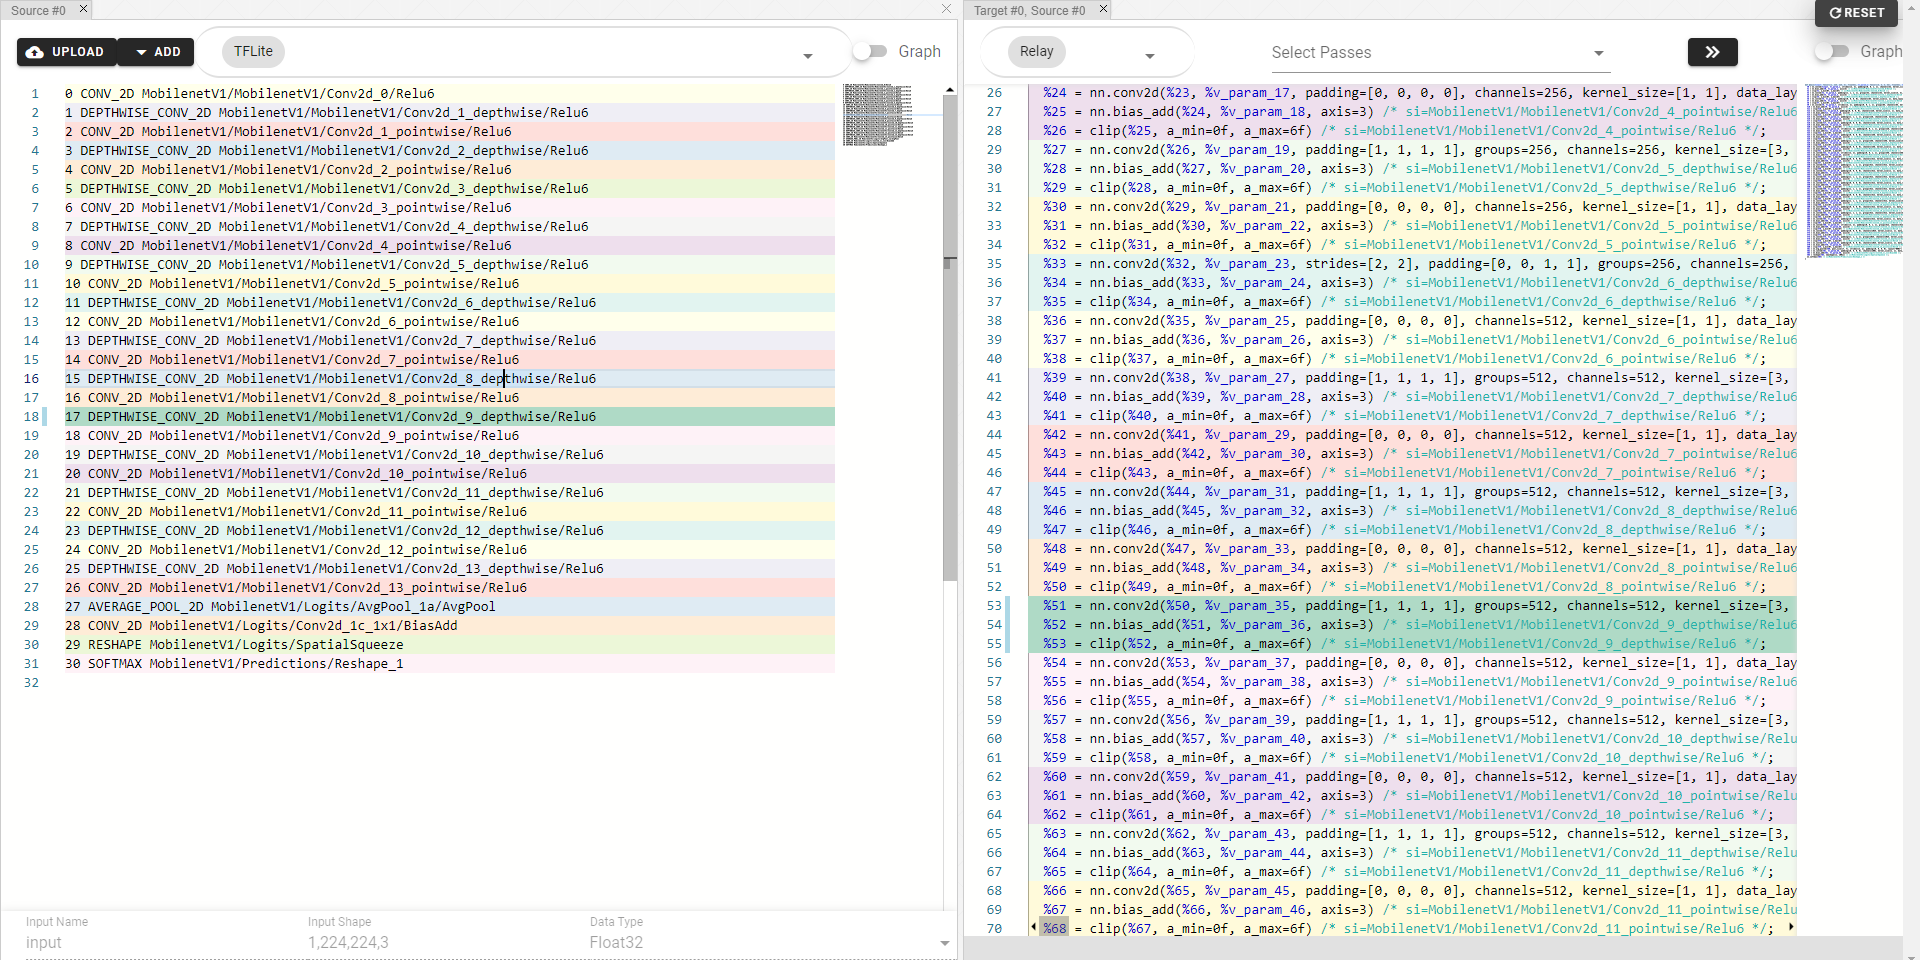 Source #0
UPLOAD
ADD
TFLite
Graph
1 0 CONV_2D MobilenetV1/MobilenetV1/Conv2d_0/Relu6
2 1 DEPTHWISE_CONV_2D MobilenetV1/MobilenetV1/Conv2d_1_depthwise/Relu6
3 2 CONV_2D MobilenetV1/MobilenetV1/Conv2d_1_pointwise/Relu6
4 3 DEPTHWISE_CONV_2D MobilenetV1/MobilenetV1/Conv2d_2_depthwise/Relu6
5 4 CONV_2D MobilenetV1/MobilenetV1/Conv2d_2_pointwise/Relu6
6 5 DEPTHWISE_CONV_2D MobilenetV1/MobilenetV1/Conv2d_3_depthwise/Relu6
7 6 CONV_2D MobilenetV1/MobilenetV1/Conv2d_3_pointwise/Relu6
8 7 DEPTHWISE_CONV_2D MobilenetV1/MobilenetV1/Conv2d_4_depthwise/Relu6
9 8 CONV_2D MobilenetV1/MobilenetV1/Conv2d_4_pointwise/Relu6
10 9 DEPTHWISE_CONV_2D MobilenetV1/MobilenetV1/Conv2d_5_depthwise/Relu6
11 10 CONV_2D MobilenetV1/MobilenetV1/Conv2d_5_pointwise/Relu6
12 11 DEPTHWISE_CONV_2D MobilenetV1/MobilenetV1/Conv2d_6_depthwise/Relu6
13 12 CONV_2D MobilenetV1/MobilenetV1/Conv2d_6_pointwise/Relu6
14 13 DEPTHWISE_CONV_2D MobilenetV1/MobilenetV1/Conv2d_7_depthwise/Relu6
15 14 CONV_2D MobilenetV1/MobilenetV1/Conv2d_7_pointwise/Relu6
16 15 DEPTHWISE_CONV_2D MobilenetV1/MobilenetV1/Conv2d_8_depthwise/Relu6
17 16 CONV_2D MobilenetV1/MobilenetV1/Conv2d_8_pointwise/Relu6
18 17 DEPTHWISE_CONV_2D MobilenetV1/MobilenetV1/Conv2d_9_depthwise/Relu6
19 18 CONV_2D MobilenetV1/MobilenetV1/Conv2d_9_pointwise/Relu6
20 19 DEPTHWISE_CONV_2D MobilenetV1/MobilenetV1/Conv2d_10_depthwise/Relu6
21 20 CONV_2D MobilenetV1/MobilenetV1/Conv2d_10_pointwise/Relu6
22 21 DEPTHWISE_CONV_2D MobilenetV1/MobilenetV1/Conv2d_11_depthwise/Relu6
23 22 CONV_2D MobilenetV1/MobilenetV1/Conv2d_11_pointwise/Relu6
24 23 DEPTHWISE_CONV_2D MobilenetV1/MobilenetV1/Conv2d_12_depthwise/Relu6
25 24 CONV_2D MobilenetV1/MobilenetV1/Conv2d_12_pointwise/Relu6
26 25 DEPTHWISE_CONV_2D MobilenetV1/MobilenetV1/Conv2d_13_depthwise/Relu6
27 26 CONV_2D MobilenetV1/MobilenetV1/Conv2d_13_pointwise/Relu6
28 27 AVERAGE_POOL_2D MobilenetV1/Logits/AvgPool_1a/AvgPool
29 28 CONV_2D MobilenetV1/Logits/Conv2d_1c_1x1/BiasAdd
30 29 RESHAPE MobilenetV1/Logits/SpatialSqueeze
31 30 SOFTMAX MobilenetV1/Predictions/Reshape_1
32
Input Name Input Shape Data Type
input 1,224,224,3 Float32
Target #0, Source #0
RESET
Relay
Select Passes
Graph
26 %24 = nn.conv2d(%23, %v_param_17, padding=[0, 0, 0, 0], channels=256, kernel_size=[1, 1], data_lay
27 %25 = nn.bias_add(%24, %v_param_18, axis=3) /* si=MobilenetV1/MobilenetV1/Conv2d_4_pointwise/Relu6
28 %26 = clip(%25, a_min=0f, a_max=6f) /* si=MobilenetV1/MobilenetV1/Conv2d_4_pointwise/Relu6 */;
29 %27 = nn.conv2d(%26, %v_param_19, padding=[1, 1, 1, 1], groups=256, channels=256, kernel_size=[3,
30 %28 = nn.bias_add(%27, %v_param_20, axis=3) /* si=MobilenetV1/MobilenetV1/Conv2d_5_depthwise/Relu6
31 %29 = clip(%28, a_min=0f, a_max=6f) /* si=MobilenetV1/MobilenetV1/Conv2d_5_depthwise/Relu6 */;
32 %30 = nn.conv2d(%29, %v_param_21, padding=[0, 0, 0, 0], channels=256, kernel_size=[1, 1], data_lay
33 %31 = nn.bias_add(%30, %v_param_22, axis=3) /* si=MobilenetV1/MobilenetV1/Conv2d_5_pointwise/Relu6
34 %32 = clip(%31, a_min=0f, a_max=6f) /* si=MobilenetV1/MobilenetV1/Conv2d_5_pointwise/Relu6 */;
35 %33 = nn.conv2d(%32, %v_param_23, strides=[2, 2], padding=[0, 0, 1, 1], groups=256, channels=256,
36 %34 = nn.bias_add(%33, %v_param_24, axis=3) /* si=MobilenetV1/MobilenetV1/Conv2d_6_depthwise/Relu6
37 %35 = clip(%34, a_min=0f, a_max=6f) /* si=MobilenetV1/MobilenetV1/Conv2d_6_depthwise/Relu6 */;
38 %36 = nn.conv2d(%35, %v_param_25, padding=[0, 0, 0, 0], channels=512, kernel_size=[1, 1], data_lay
39 %37 = nn.bias_add(%36, %v_param_26, axis=3) /* si=MobilenetV1/MobilenetV1/Conv2d_6_pointwise/Relu6
40 %38 = clip(%37, a_min=0f, a_max=6f) /* si=MobilenetV1/MobilenetV1/Conv2d_6_pointwise/Relu6 */;
41 %39 = nn.conv2d(%38, %v_param_27, padding=[1, 1, 1, 1], groups=512, channels=512, kernel_size=[3,
42 %40 = nn.bias_add(%39, %v_param_28, axis=3) /* si=MobilenetV1/MobilenetV1/Conv2d_7_depthwise/Relu6
43 %41 = clip(%40, a_min=0f, a_max=6f) /* si=MobilenetV1/MobilenetV1/Conv2d_7_depthwise/Relu6 */;
44 %42 = nn.conv2d(%41, %v_param_29, padding=[0, 0, 0, 0], channels=512, kernel_size=[1, 1], data_lay
45 %43 = nn.bias_add(%42, %v_param_30, axis=3) /* si=MobilenetV1/MobilenetV1/Conv2d_7_pointwise/Relu6
46 %44 = clip(%43, a_min=0f, a_max=6f) /* si=MobilenetV1/MobilenetV1/Conv2d_7_pointwise/Relu6 */;
47 %45 = nn.conv2d(%44, %v_param_31, padding=[1, 1, 1, 1], groups=512, channels=512, kernel_size=[3,
48 %46 = nn.bias_add(%45, %v_param_32, axis=3) /* si=MobilenetV1/MobilenetV1/Conv2d_8_depthwise/Relu6
49 %47 = clip(%46, a_min=0f, a_max=6f) /* si=MobilenetV1/MobilenetV1/Conv2d_8_depthwise/Relu6 */;
50 %48 = nn.conv2d(%47, %v_param_33, padding=[0, 0, 0, 0], channels=512, kernel_size=[1, 1], data_lay
51 %49 = nn.bias_add(%48, %v_param_34, axis=3) /* si=MobilenetV1/MobilenetV1/Conv2d_8_pointwise/Relu6
52 %50 = clip(%49, a_min=0f, a_max=6f) /* si=MobilenetV1/MobilenetV1/Conv2d_8_pointwise/Relu6 */;
53 %51 = nn.conv2d(%50, %v_param_35, padding=[1, 1, 1, 1], groups=512, channels=512, kernel_size=[3,
54 %52 = nn.bias_add(%51, %v_param_36, axis=3) /* si=MobilenetV1/MobilenetV1/Conv2d_9_depthwise/Relu6
55 %53 = clip(%52, a_min=0f, a_max=6f) /* si=MobilenetV1/MobilenetV1/Conv2d_9_depthwise/Relu6 */;
56 %54 = nn.conv2d(%53, %v_param_37, padding=[0, 0, 0, 0], channels=512, kernel_size=[1, 1], data_lay
57 %55 = nn.bias_add(%54, %v_param_38, axis=3) /* si=MobilenetV1/MobilenetV1/Conv2d_9_pointwise/Relu6
58 %56 = clip(%55, a_min=0f, a_max=6f) /* si=MobilenetV1/MobilenetV1/Conv2d_9_pointwise/Relu6 */;
59 %57 = nn.conv2d(%56, %v_param_39, padding=[1, 1, 1, 1], groups=512, channels=512, kernel_size=[3,
60 %58 = nn.bias_add(%57, %v_param_40, axis=3) /* si=MobilenetV1/MobilenetV1/Conv2d_10_depthwise/Relu
61 %59 = clip(%58, a_min=0f, a_max=6f) /* si=MobilenetV1/MobilenetV1/Conv2d_10_depthwise/Relu6 */;
62 %60 = nn.conv2d(%59, %v_param_41, padding=[0, 0, 0, 0], channels=512, kernel_size=[1, 1], data_lay
63 %61 = nn.bias_add(%60, %v_param_42, axis=3) /* si=MobilenetV1/MobilenetV1/Conv2d_10_pointwise/Relu
64 %62 = clip(%61, a_min=0f, a_max=6f) /* si=MobilenetV1/MobilenetV1/Conv2d_10_pointwise/Relu6 */;
65 %63 = nn.conv2d(%62, %v_param_43, padding=[1, 1, 1, 1], groups=512, channels=512, kernel_size=[3,
66 %64 = nn.bias_add(%63, %v_param_44, axis=3) /* si=MobilenetV1/MobilenetV1/Conv2d_11_depthwise/Relu
67 %65 = clip(%64, a_min=0f, a_max=6f) /* si=MobilenetV1/MobilenetV1/Conv2d_11_depthwise/Relu6 */;
68 %66 = nn.conv2d(%65, %v_param_45, padding=[0, 0, 0, 0], channels=512, kernel_size=[1, 1], data_lay
69 %67 = nn.bias_add(%66, %v_param_46, axis=3) /* si=MobilenetV1/MobilenetV1/Conv2d_11_pointwise/Relu
70 %68 = clip(%67, a_min=0f, a_max=6f) /* si=MobilenetV1/MobilenetV1/Conv2d_11_pointwise/Relu6 */;